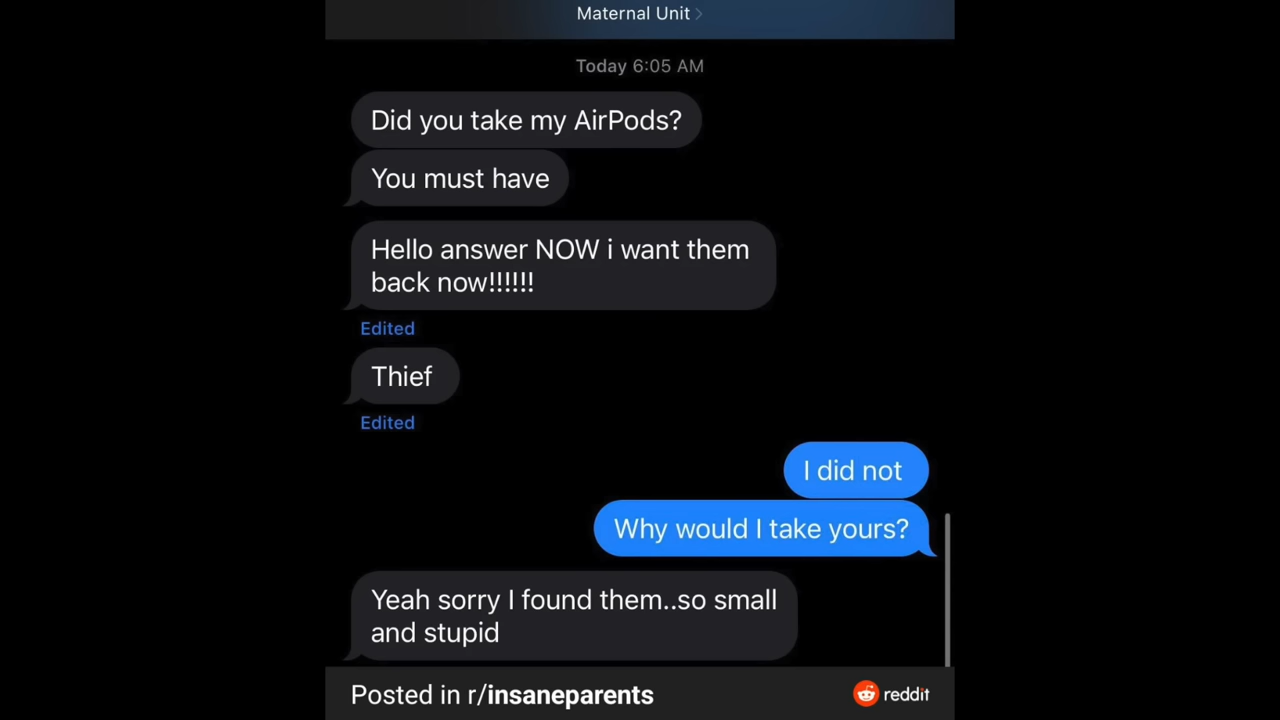 Maternal Unit
Today 6:05 AM
Did you take my AirPods?
You must have
Hello answer NOW i want them
back now!!!!!!
Edited
Thief
Edited
I did not
Why would I take yours?
Yeah sorry I found them..so small
and stupid
Posted in r/insaneparents
reddit